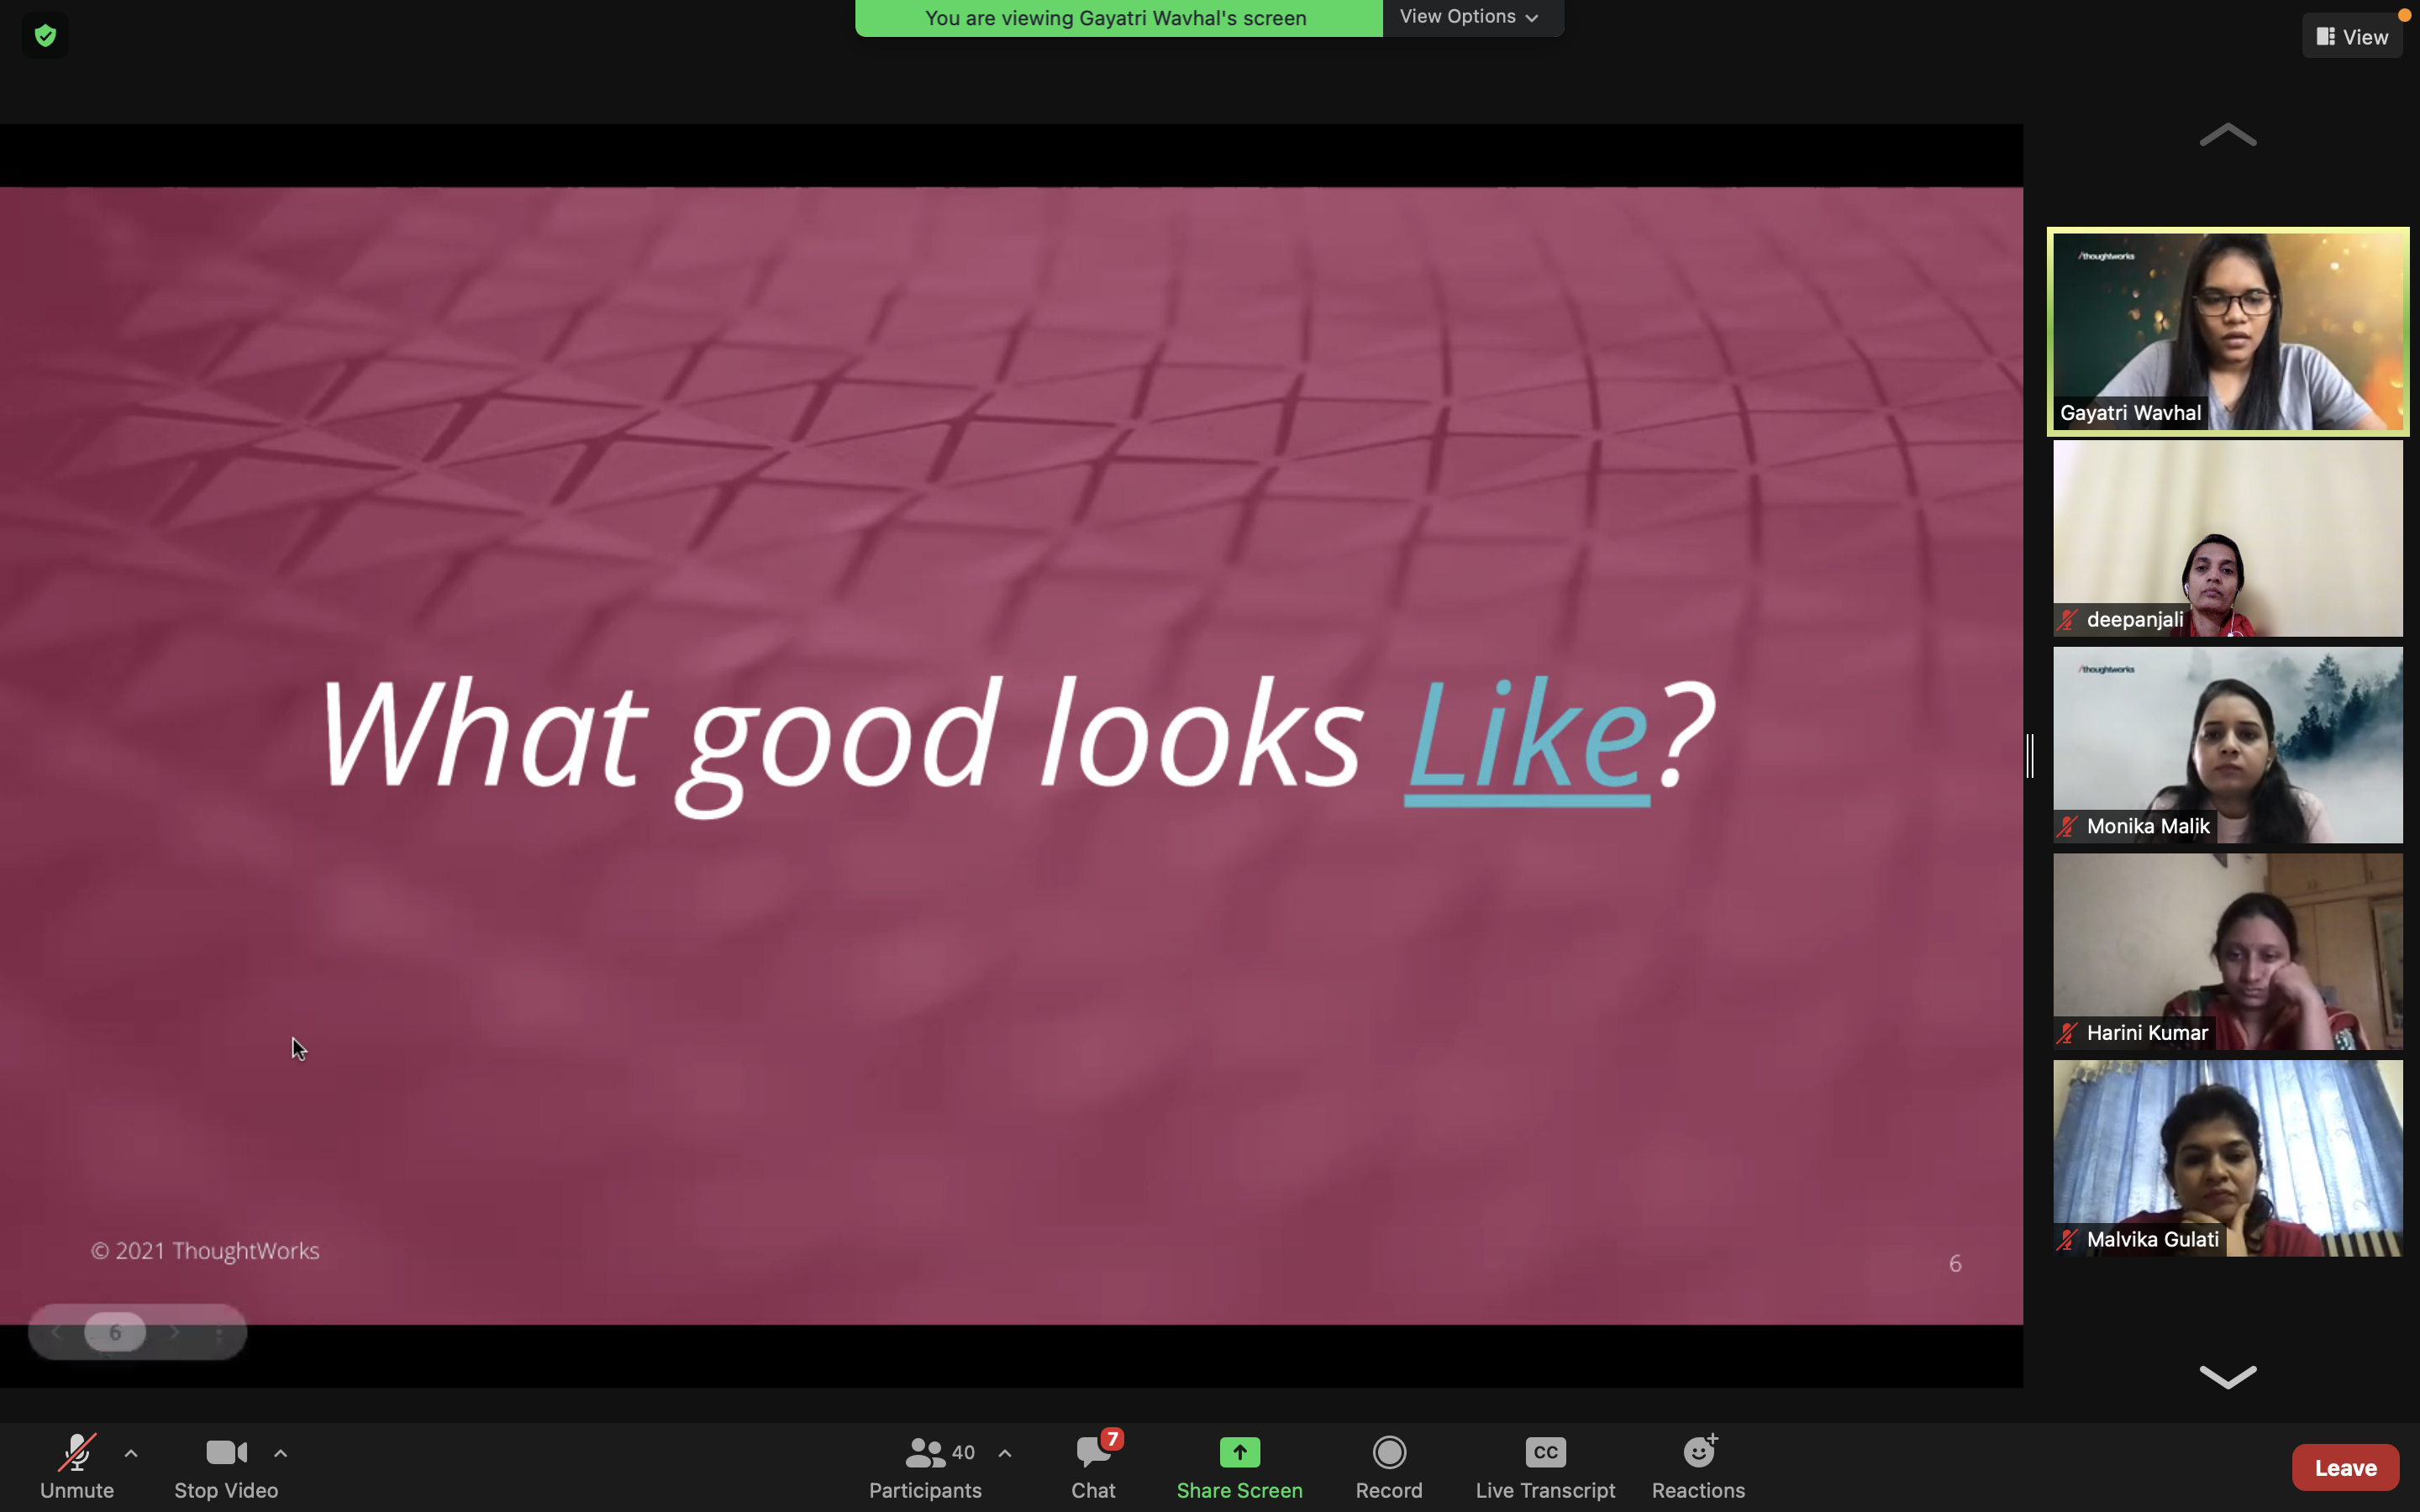 You are viewing Gayatri Wavhal's screen
View Options
View
What good looks Like?
© 2021 ThoughtWorks
6
6
/thoughtworks
Gayatri Wavhal
deepanjali
/thoughtworks
Monika Malik
Harini Kumar
Malvika Gulati
Unmute
Stop Video
40
Participants
7
Chat
Share Screen
Record
CC
Live Transcript
Reactions
Leave